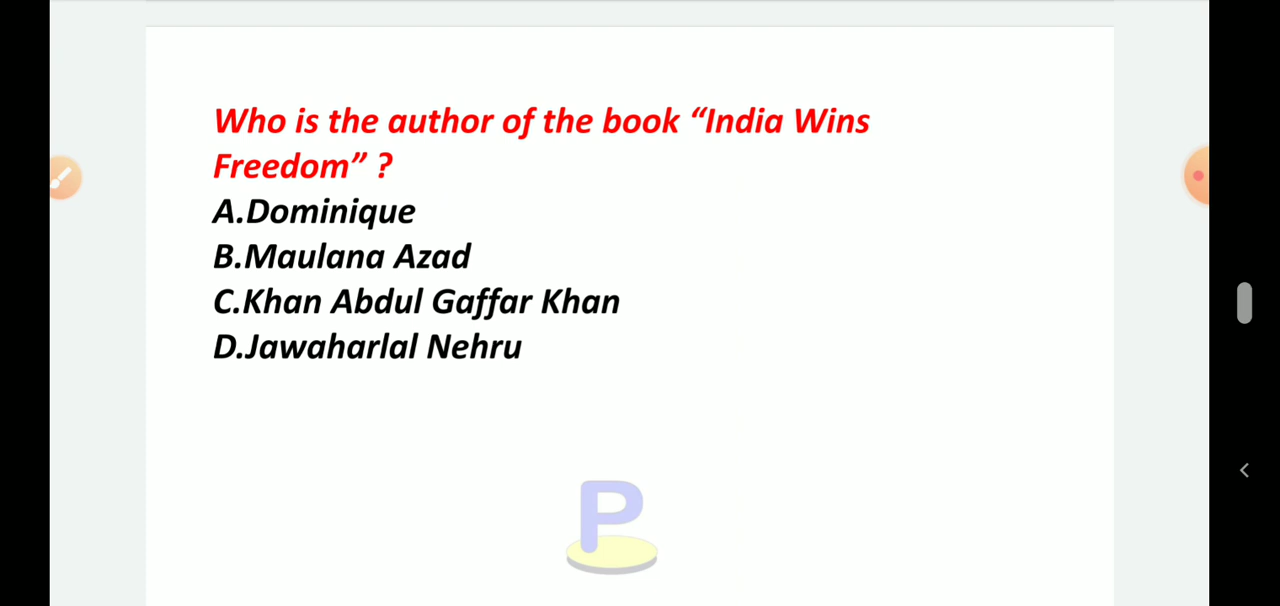 Who is the author of the book “India Wins
Freedom” ?
A.Dominique
B.Maulana Azad
C.Khan Abdul Gaffar Khan
D.Jawaharlal Nehru
P